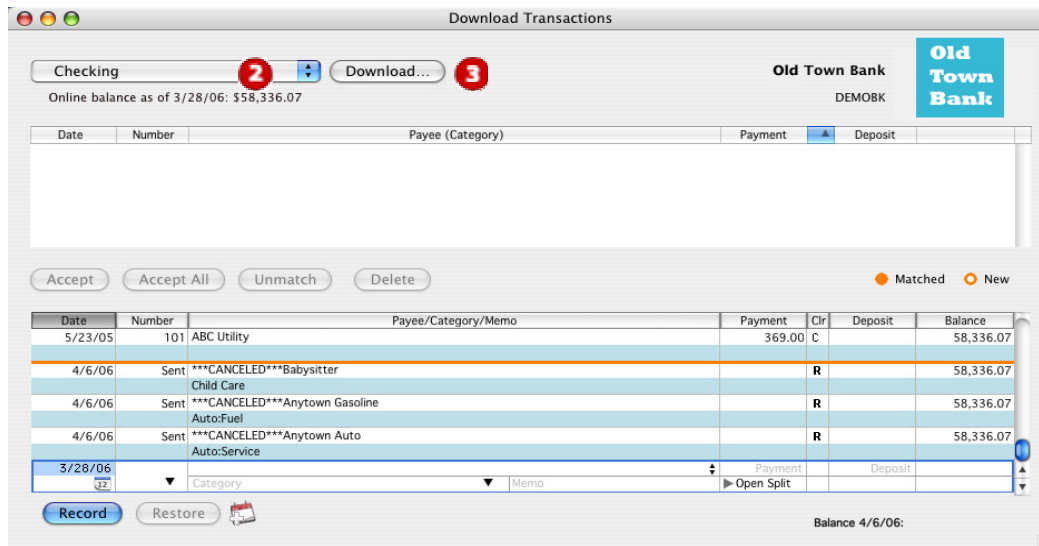 Download Transactions
Checking 2 Download... 3 Old Town Bank
Old
Town
Bank
Online balance as of 3/28/06: $58,336.07 DEMOBK
Date Number Payee (Category) Payment Deposit
Accept Accept All Unmatch Delete Matched New
Date Number Payee/Category/Memo Payment Clr Deposit Balance
5/23/05 101 ABC Utility 369.00 C 58,336.07
4/6/06 Sent ***CANCELED***Babysitter R 58,336.07
Child Care
4/6/06 Sent ***CANCELED***Anytown Gasoline R 58,336.07
Auto:Fuel
4/6/06 Sent ***CANCELED***Anytown Auto R 58,336.07
Auto:Service
3/28/06 Payment Deposit
12 Category Memo Open Split
Record Restore
Balance 4/6/06: